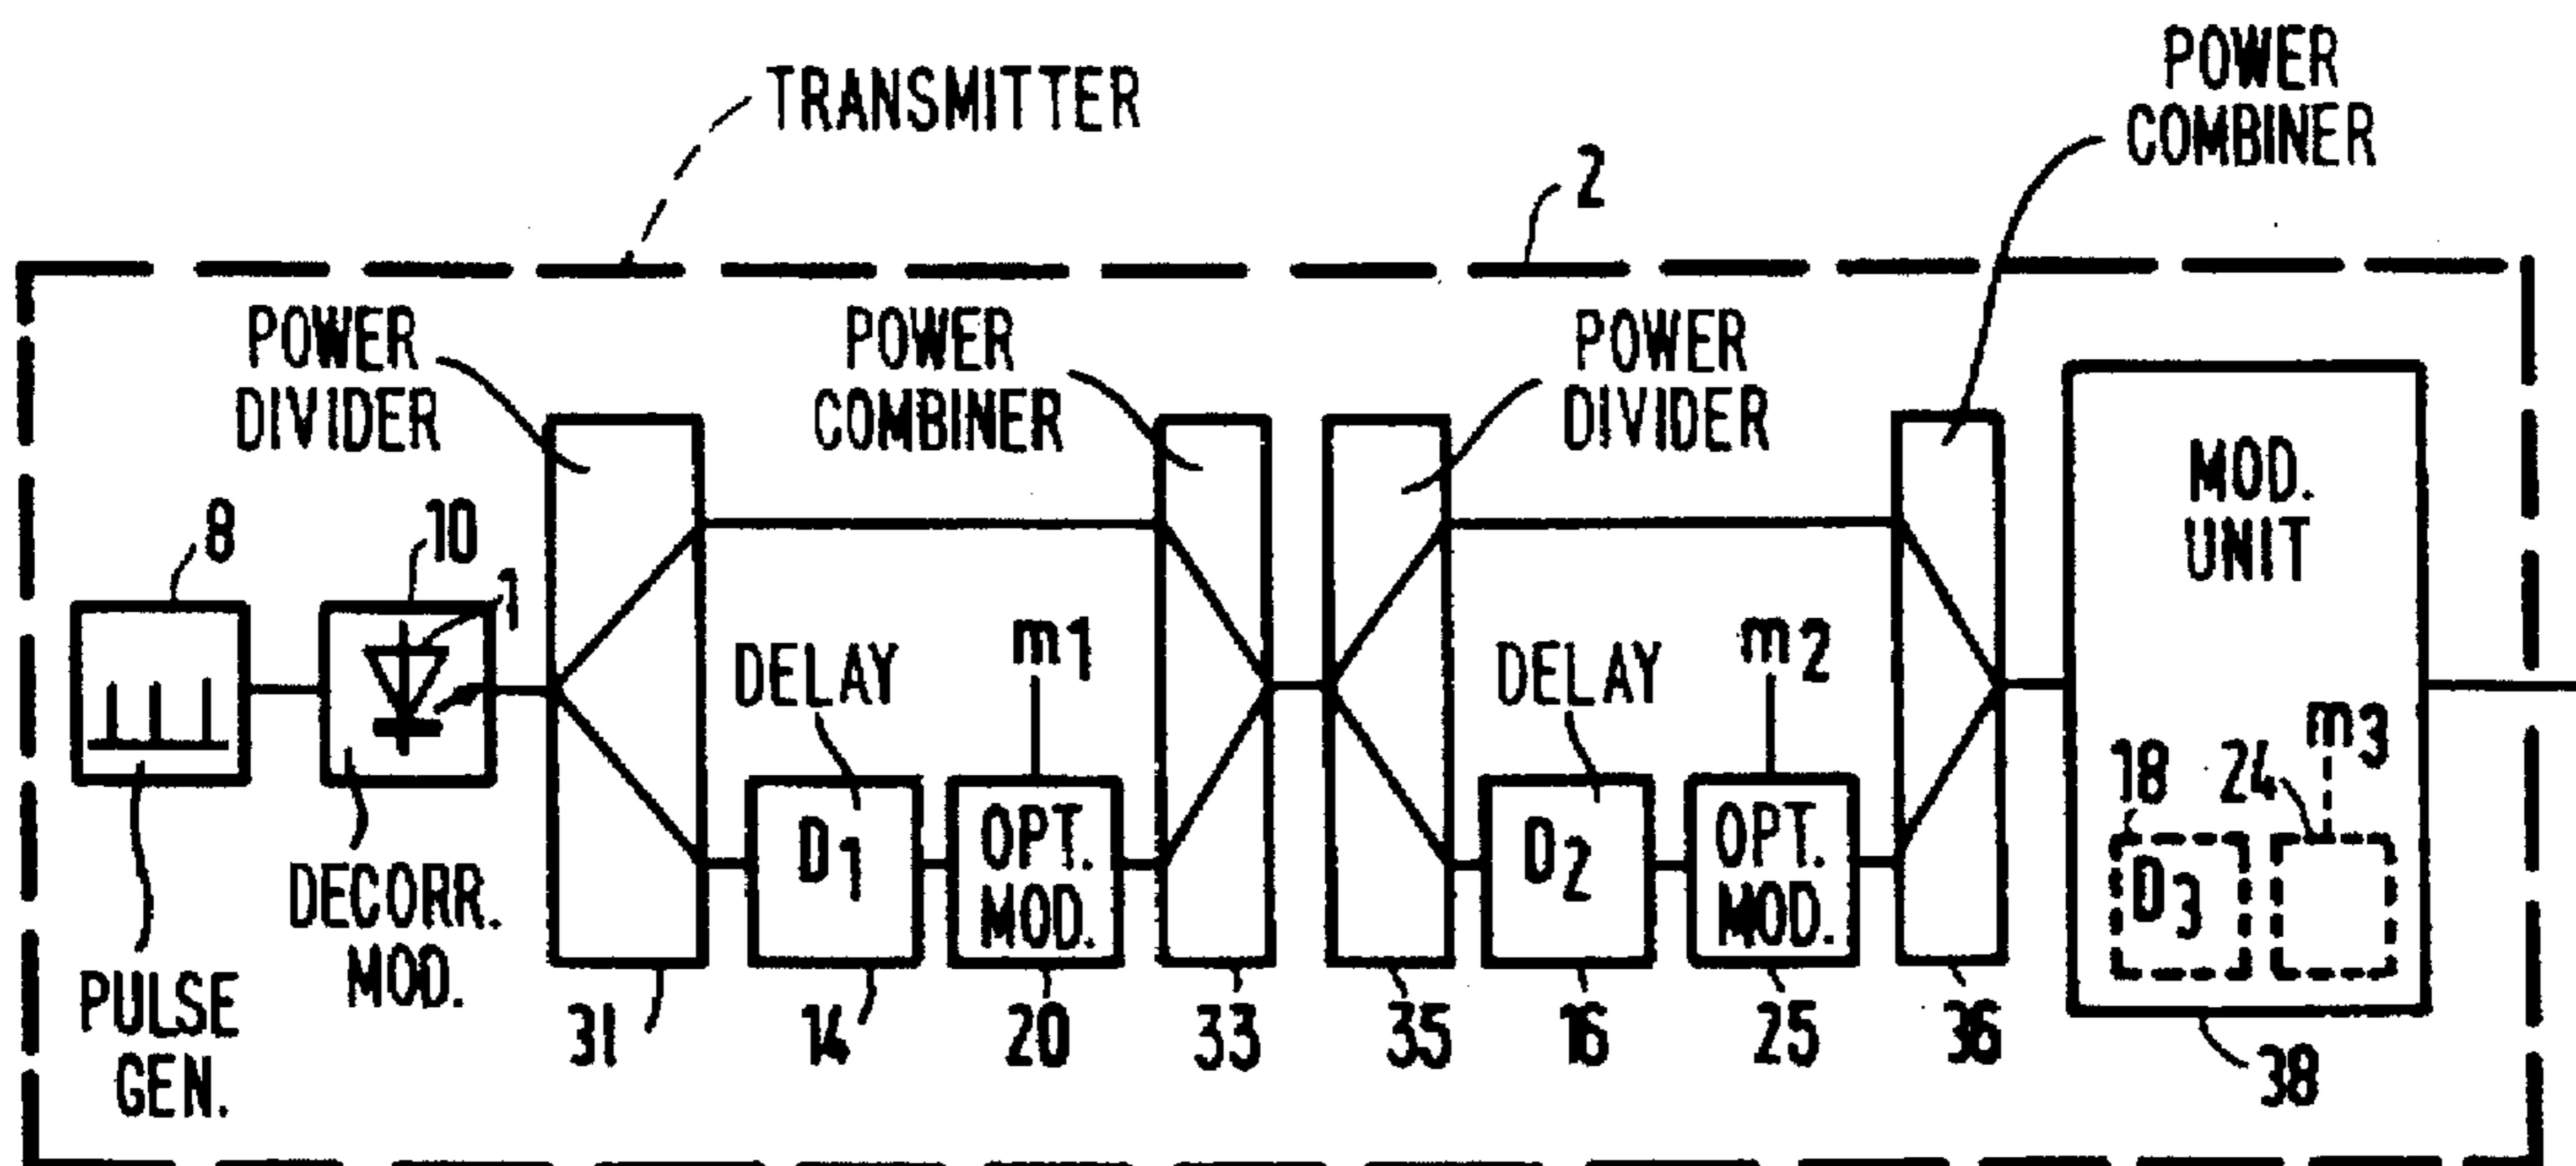 TRANSMITTER
POWER
COMBINER
2
POWER
DIVIDER
POWER
COMBINER
POWER
DIVIDER
MOD.
UNIT
8
10
1
DELAY
m1
DELAY
m2
m3
18
24
D1
OPT.
MOD.
D2
OPT.
MOD.
D3
DECORR.
MOD.
PULSE
GEN.
31
14
20
33
35
16
25
36
38